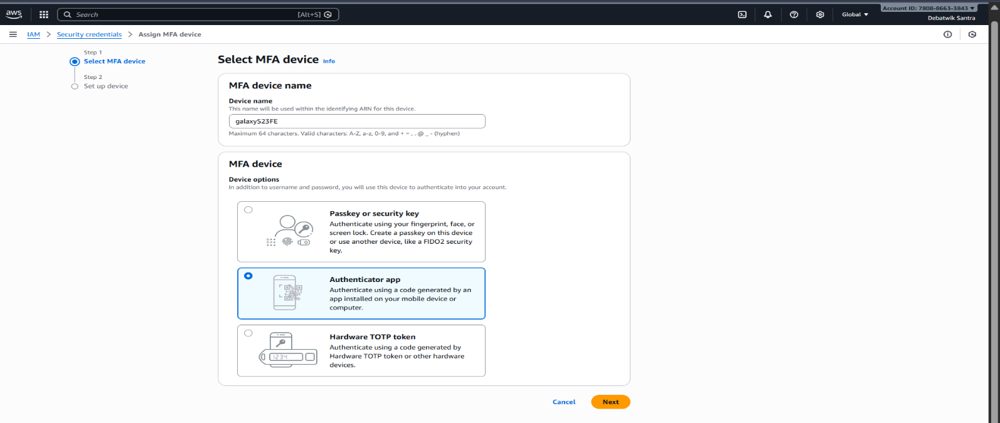 aws
Search
[Alt+S]
Global
Account ID: 7808-8663-3843
Debatwik Santra
IAM
Security credentials
Assign MFA device
Step 1
Select MFA device
Step 2
Set up device
Select MFA device Info
MFA device name
Device name
This name will be used within the identifying ARN for this device.
galaxyS23FE
Maximum 64 characters. Valid characters: A-Z, a-z, 0-9, and + = , . @ _ - (hyphen)
MFA device
Device options
In addition to username and password, you will use this device to authenticate into your account.
Passkey or security key
Authenticate using your fingerprint, face, or
screen lock. Create a passkey on this device
or use another device, like a FIDO2 security
key.
Authenticator app
Authenticate using a code generated by an
app installed on your mobile device or
computer.
Hardware TOTP token
Authenticate using a code generated by
Hardware TOTP token or other hardware
devices.
1234
Cancel
Next